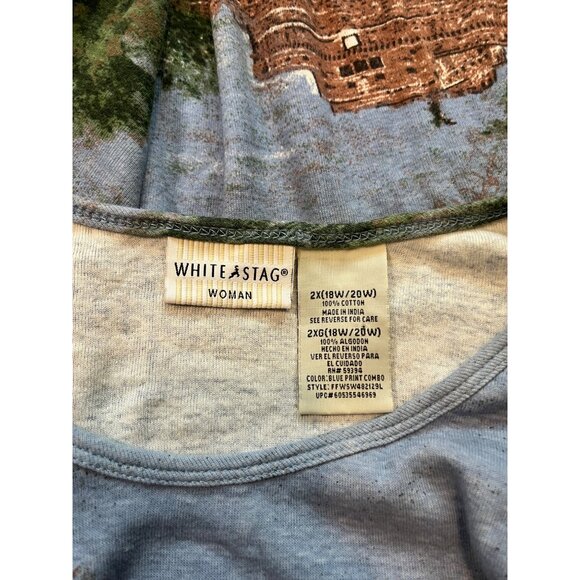 WHITE STAG®
WOMAN
2X(18W/20W)
100% COTTON
MADE IN INDIA
SEE REVERSE FOR CARE
2XG(18W/20W)
100% ALGODON
HECHO EN INDIA
VER EL REVERSO PARA
EL CUIDADO
RN# 59394
COLOR:BLUE PRINT COMBO
STYLE: FFWSW482129L
UPC# 60535546969